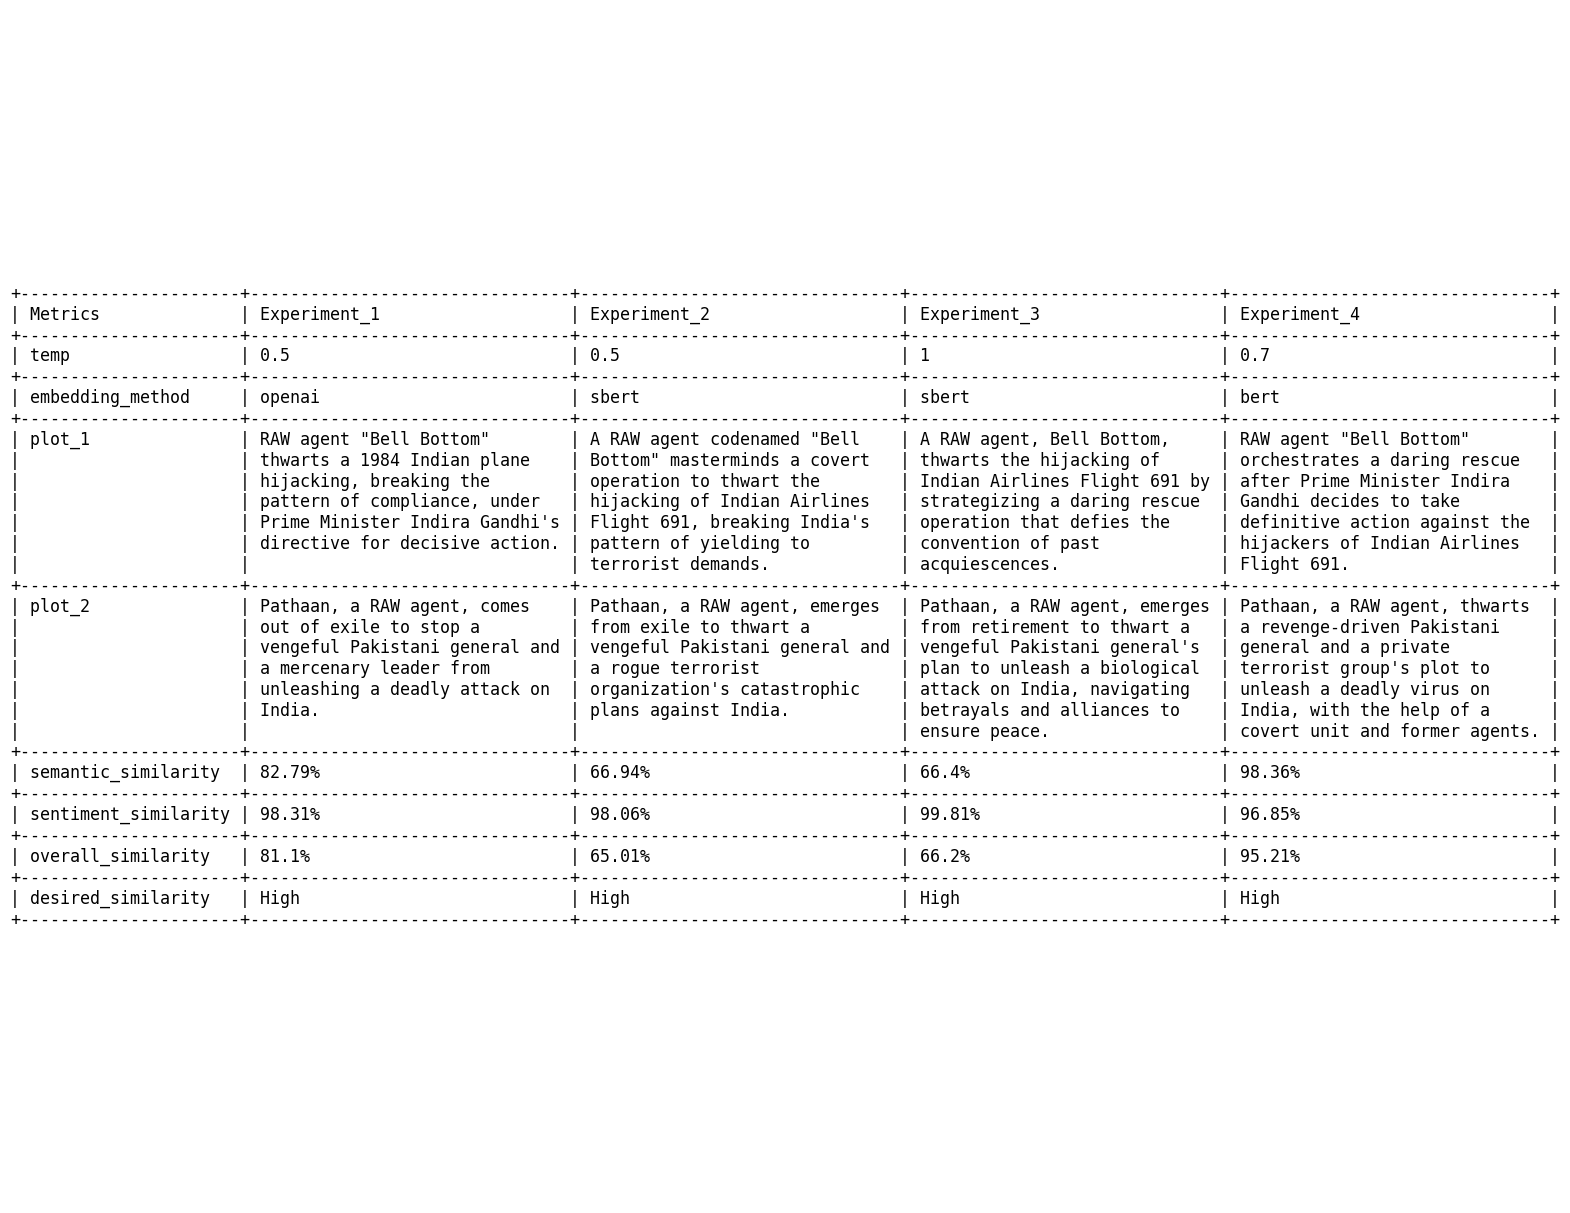 +----------------------+--------------------------------+--------------------------------+-------------------------------+--------------------------------+
| Metrics              | Experiment_1                   | Experiment_2                   | Experiment_3                  | Experiment_4                   |
+----------------------+--------------------------------+--------------------------------+-------------------------------+--------------------------------+
| temp                 | 0.5                            | 0.5                            | 1                             | 0.7                            |
+----------------------+--------------------------------+--------------------------------+-------------------------------+--------------------------------+
| embedding_method     | openai                         | sbert                          | sbert                         | bert                           |
+----------------------+--------------------------------+--------------------------------+-------------------------------+--------------------------------+
| plot_1               | RAW agent "Bell Bottom"        | A RAW agent codenamed "Bell    | A RAW agent, Bell Bottom,     | RAW agent "Bell Bottom"        |
|                      | thwarts a 1984 Indian plane    | Bottom" masterminds a covert   | thwarts the hijacking of      | orchestrates a daring rescue   |
|                      | hijacking, breaking the        | operation to thwart the        | Indian Airlines Flight 691 by | after Prime Minister Indira    |
|                      | pattern of compliance, under   | hijacking of Indian Airlines   | strategizing a daring rescue  | Gandhi decides to take         |
|                      | Prime Minister Indira Gandhi's | Flight 691, breaking India's   | operation that defies the     | definitive action against the  |
|                      | directive for decisive action. | pattern of yielding to         | convention of past            | hijackers of Indian Airlines   |
|                      |                                | terrorist demands.             | acquiescences.                | Flight 691.                    |
+----------------------+--------------------------------+--------------------------------+-------------------------------+--------------------------------+
| plot_2               | Pathaan, a RAW agent, comes    | Pathaan, a RAW agent, emerges  | Pathaan, a RAW agent, emerges | Pathaan, a RAW agent, thwarts  |
|                      | out of exile to stop a         | from exile to thwart a         | from retirement to thwart a   | a revenge-driven Pakistani     |
|                      | vengeful Pakistani general and | vengeful Pakistani general and | vengeful Pakistani general's  | general and a private          |
|                      | a mercenary leader from        | a rogue terrorist              | plan to unleash a biological  | terrorist group's plot to      |
|                      | unleashing a deadly attack on  | organization's catastrophic    | attack on India, navigating   | unleash a deadly virus on      |
|                      | India.                         | plans against India.           | betrayals and alliances to    | India, with the help of a      |
|                      |                                |                                | ensure peace.                 | covert unit and former agents. |
+----------------------+--------------------------------+--------------------------------+-------------------------------+--------------------------------+
| semantic_similarity  | 82.79%                         | 66.94%                         | 66.4%                         | 98.36%                         |
+----------------------+--------------------------------+--------------------------------+-------------------------------+--------------------------------+
| sentiment_similarity | 98.31%                         | 98.06%                         | 99.81%                        | 96.85%                         |
+----------------------+--------------------------------+--------------------------------+-------------------------------+--------------------------------+
| overall_similarity   | 81.1%                          | 65.01%                         | 66.2%                         | 95.21%                         |
+----------------------+--------------------------------+--------------------------------+-------------------------------+--------------------------------+
| desired_similarity   | High                           | High                           | High                          | High                           |
+----------------------+--------------------------------+--------------------------------+-------------------------------+--------------------------------+